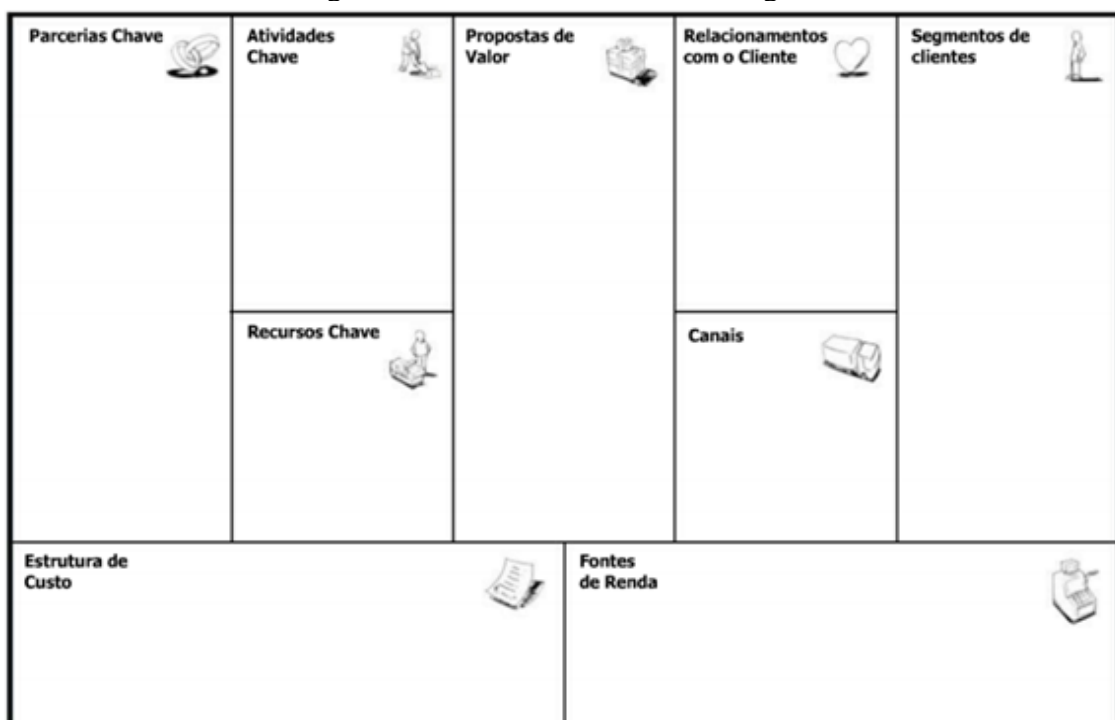 Parcerias Chave
Atividades
Chave
Propostas de
Valor
Relacionamentos
com o Cliente
Segmentos de
clientes
Recursos Chave
Canais
Estrutura de
Custo
Fontes
de Renda